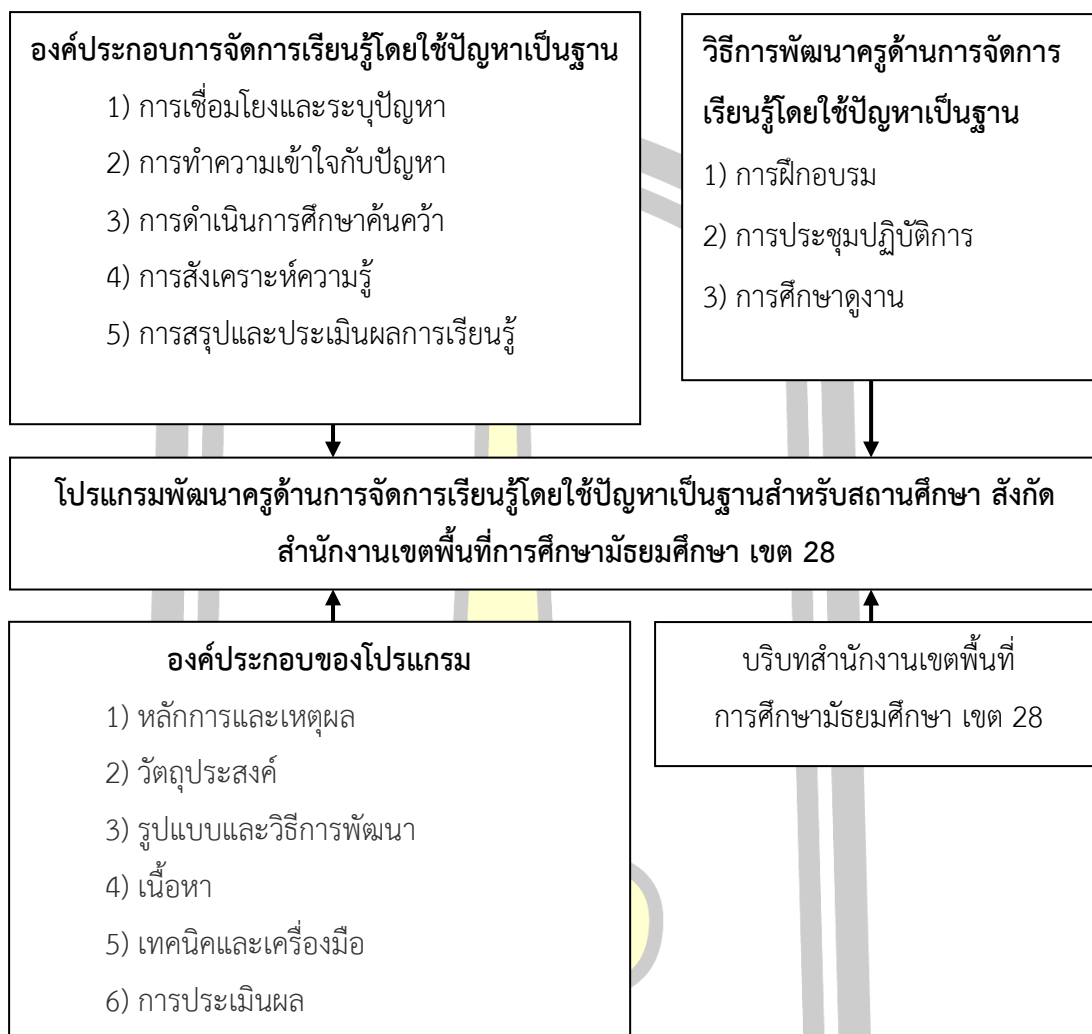 องค์ประกอบการจัดการเรียนรู้โดยใช้ปัญหาเป็นฐาน
1) การเชื่อมโยงและระบุปัญหา
2) การทำความเข้าใจกับปัญหา
3) การดำเนินการศึกษาค้นคว้า
4) การสังเคราะห์ความรู้
5) การสรุปและประเมินผลการเรียนรู้
วิธีการพัฒนาครูด้านการจัดการ
เรียนรู้โดยใช้ปัญหาเป็นฐาน
1) การฝึกอบรม
2) การประชุมปฏิบัติการ
3) การศึกษาดูงาน
โปรแกรมพัฒนาครูด้านการจัดการเรียนรู้โดยใช้ปัญหาเป็นฐานสำหรับสถานศึกษา สังกัด
สำนักงานเขตพื้นที่การศึกษามัธยมศึกษา เขต 28
องค์ประกอบของโปรแกรม
1) หลักการและเหตุผล
2) วัตถุประสงค์
3) รูปแบบและวิธีการพัฒนา
4) เนื้อหา
5) เทคนิคและเครื่องมือ
6) การประเมินผล
บริบทสำนักงานเขตพื้นที่
การศึกษามัธยมศึกษา เขต 28